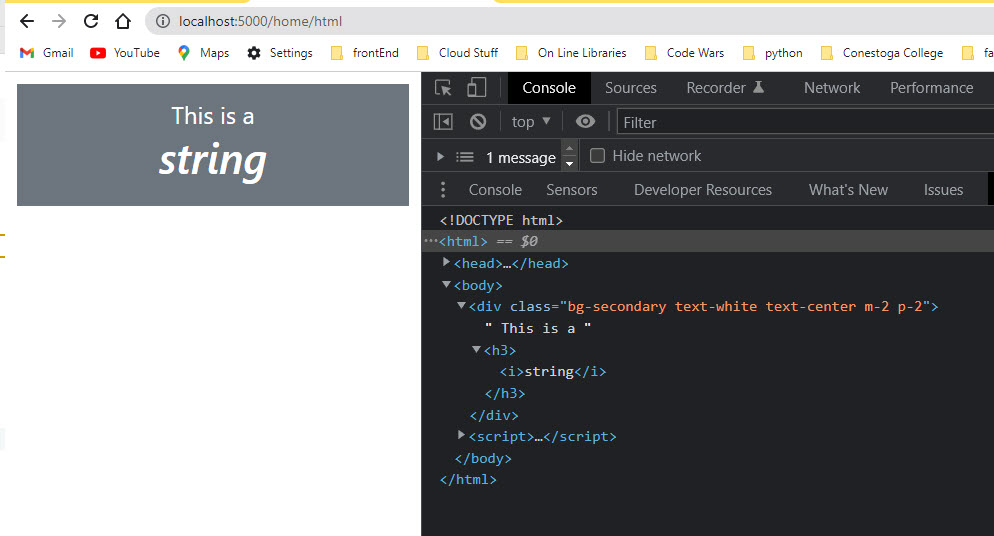 localhost:5000/home/html
Gmail YouTube Maps Settings frontEnd Cloud Stuff On Line Libraries Code Wars python Conestoga College fa
This is a
string
Console Sources Recorder Network Performance
top Filter
1 message Hide network
Console Sensors Developer Resources What's New Issues
<!DOCTYPE html>
…<html> == $0
<head>…</head>
<body>
<div class="bg-secondary text-white text-center m-2 p-2">
" This is a "
<h3>
<i>string</i>
</h3>
</div>
<script>…</script>
</body>
</html>